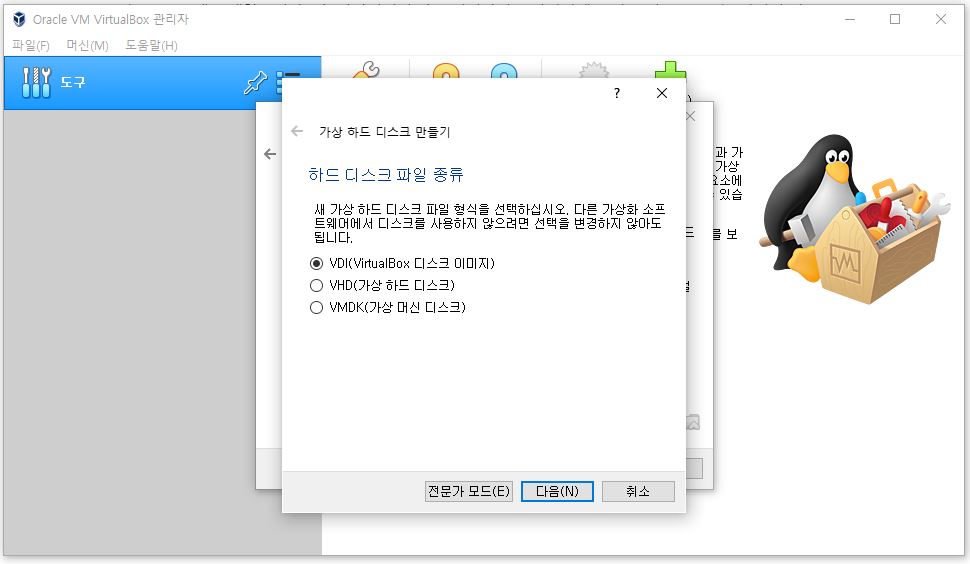 Oracle VM VirtualBox 관리자
파일(F) 머신(M) 도움말(H)
도구
?
가상 하드 디스크 만들기
하드 디스크 파일 종류
새 가상 하드 디스크 파일 형식을 선택하십시오. 다른 가상화 소프
트웨어에서 디스크를 사용하지 않으려면 선택을 변경하지 않아도
됩니다.
VDI(VirtualBox 디스크 이미지)
VHD(가상 하드 디스크)
VMDK(가상 머신 디스크)
전문가 모드(E) 다음(N) 취소
과 가
가상
요소에
있습
를 보